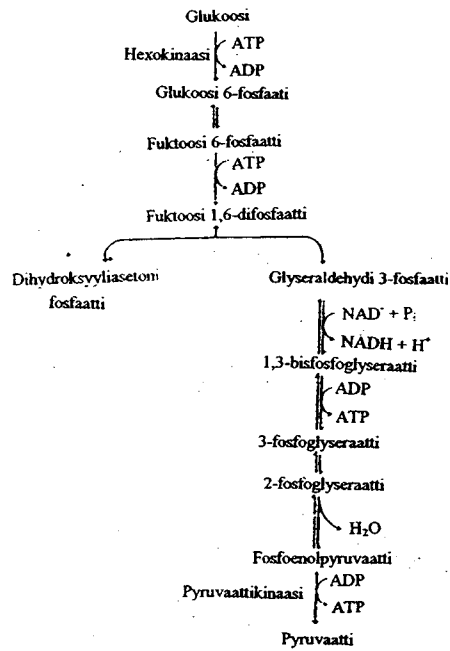 Glukoosi
ATP
Hexokinaasi
ADP
Glukoosi 6-fosfaati
Fuktoosi 6-fosfaatti
ATP
ADP
Fuktoosi 1,6-difosfaatti
Dihydroksyyliasetoni
fosfaatti
Glyseraldehydi 3-fosfaatti
NAD⁺ + Pᵢ
NADH + H⁺
1,3-bisfosfoglyseraatti
ADP
ATP
3-fosfoglyseraatti
2-fosfoglyseraatti
H₂O
Fosfoenolpyruvaatti
ADP
Pyruvaattikinaasi
ATP
Pyruvaatti